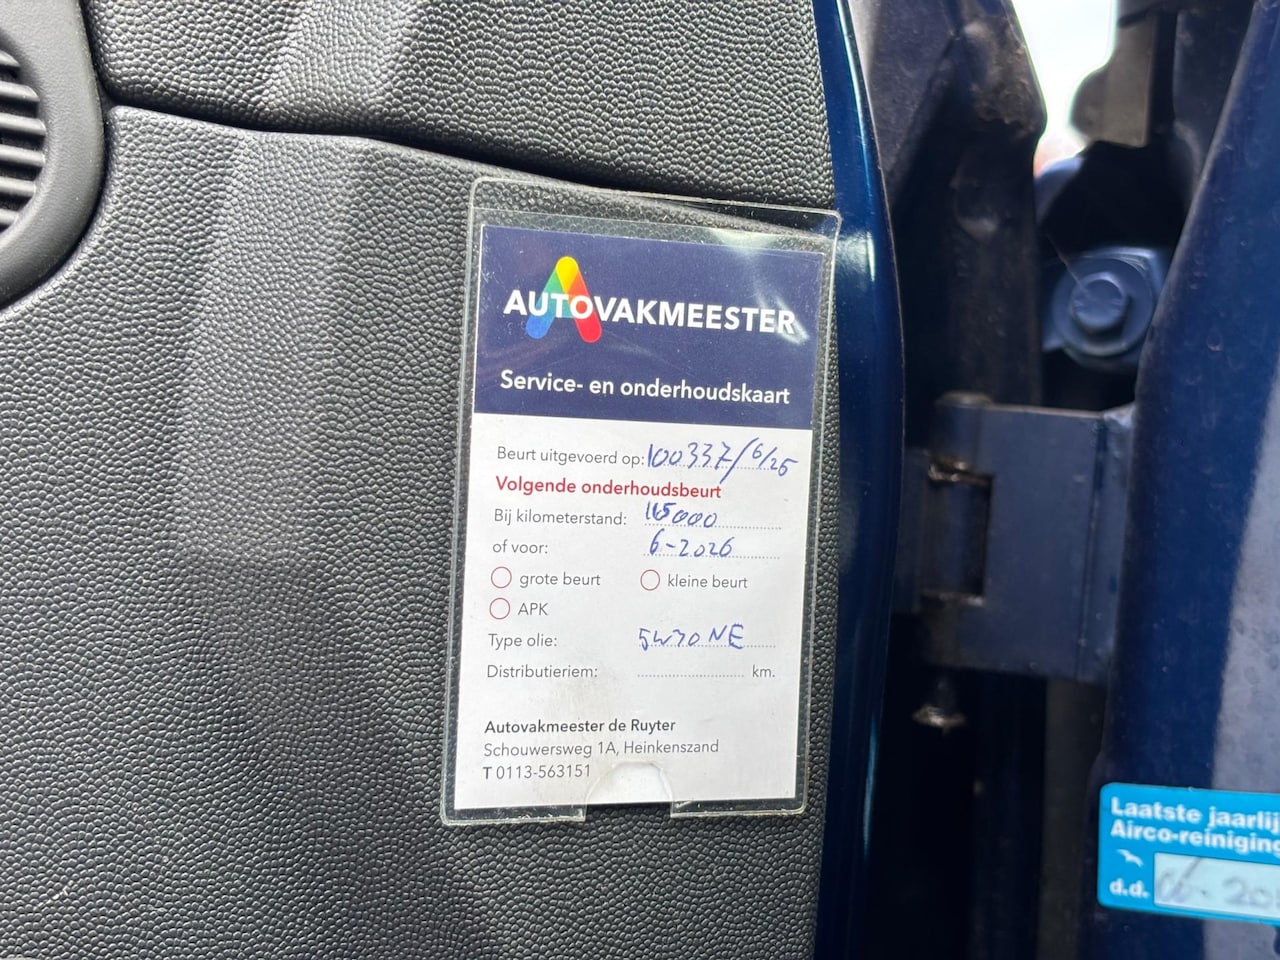 AUTOVAKMEESTER
Service- en onderhoudskaart
Beurt uitgevoerd op: 100337/6/25
Volgende onderhoudsbeurt
Bij kilometerstand: 115000
of voor: 6-2026
grote beurt kleine beurt
APK
Type olie: 5W30 NE
Distributieriem: km.
Autovakmeester de Ruyter
Schouwersweg 1A, Heinkenszand
T 0113-563151
Laatste jaarlij
Airco-reiniging
d.d. 06-20